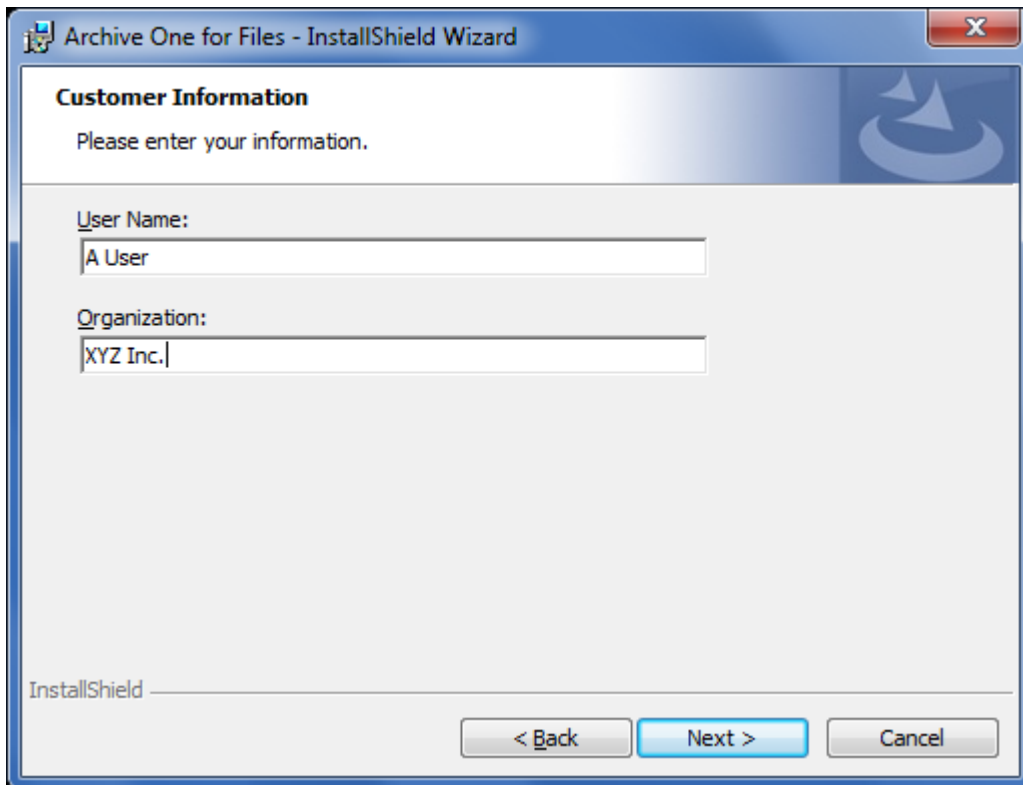 Archive One for Files - InstallShield Wizard
Customer Information
Please enter your information.
User Name:
A User
Organization:
XYZ Inc.
InstallShield
< Back
Next >
Cancel